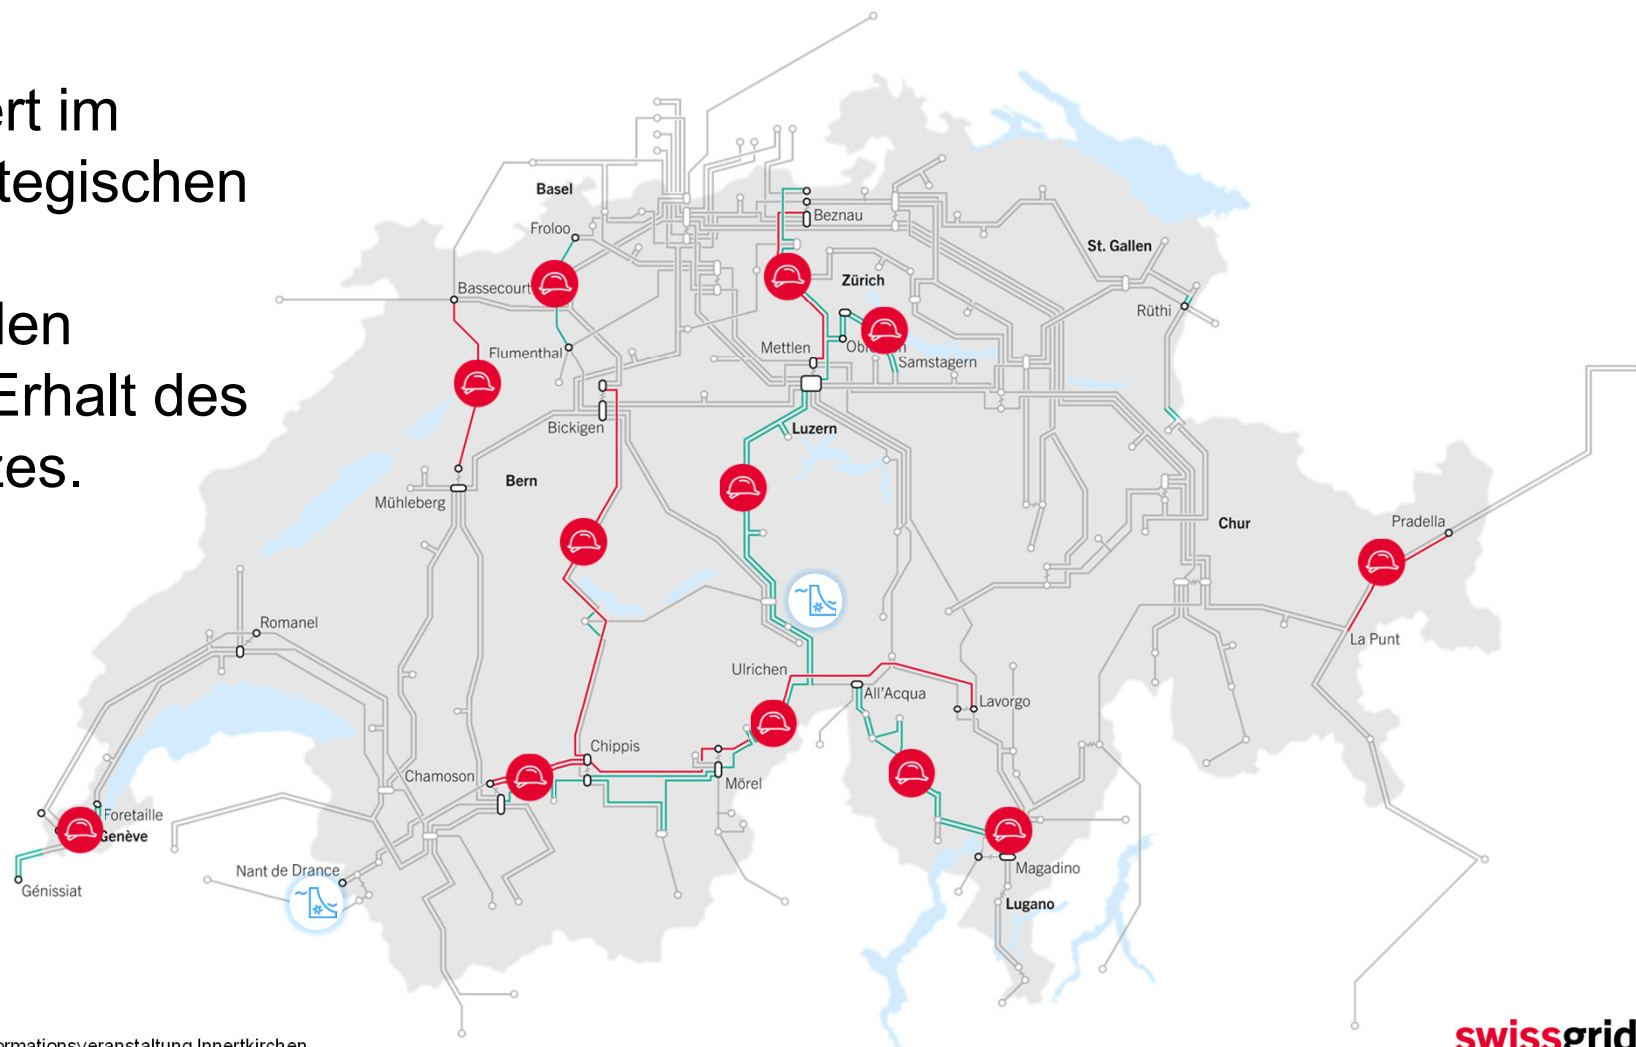 ert im
tegischen
len
Erhalt des
zes.
Basel
Froloo
Beznau
St. Gallen
Zürich
Bassecourt
Rüthi
Flumenthal
Mettlen
Samstagern
Bickigen
Luzern
Bern
Mühleberg
Chur
Pradella
Romanel
La Punt
Ulrichen
All'Acqua
Lavorgo
Chippis
Chamoson
Mörel
Foretaille
Genève
Nant de Drance
Magadino
Génissiat
Lugano
ormationsveranstaltung Innertkirchen
swissgrid